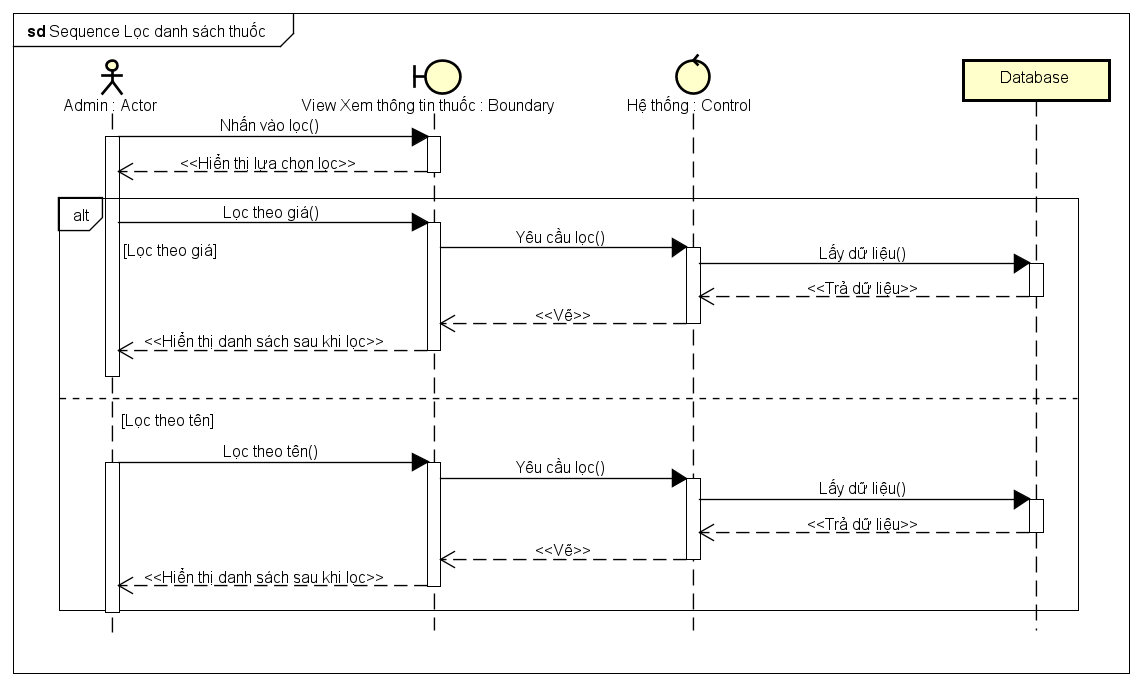 sd Sequence Lọc danh sách thuốc
Database
Admin : Actor
View Xem thông tin thuốc : Boundary
Hệ thống : Control
Nhấn vào lọc()
<<Hiển thị lựa chọn lọc>>
alt
Lọc theo giá()
Yêu cầu lọc()
[Lọc theo giá]
Lấy dữ liệu()
<<Trả dữ liệu>>
<<Vẽ>>
<<Hiển thị danh sách sau khi lọc>>
[Lọc theo tên]
Lọc theo tên()
Yêu cầu lọc()
Lấy dữ liệu()
<<Trả dữ liệu>>
<<Vẽ>>
<<Hiển thị danh sách sau khi lọc>>